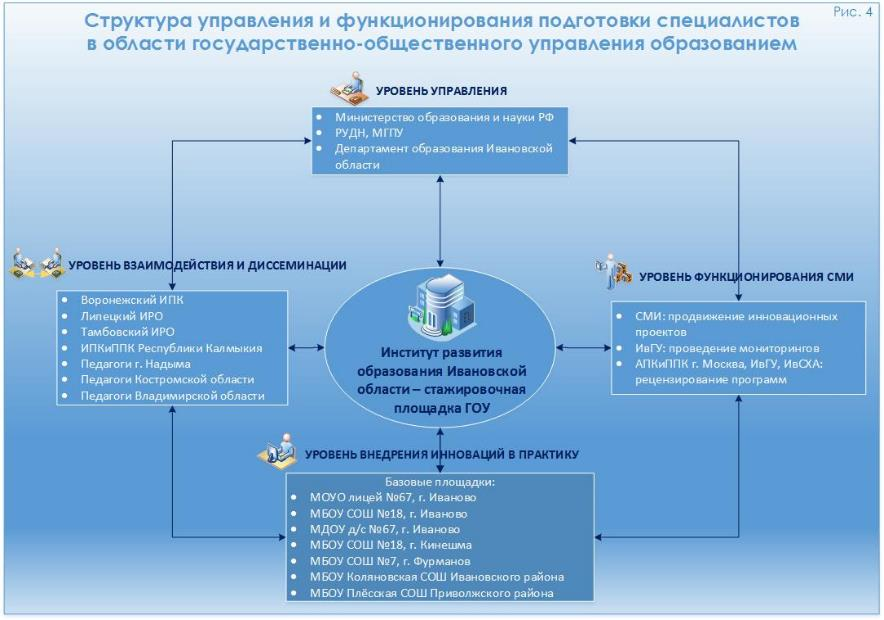 Рис. 4
Структура управления и функционирования подготовки специалистов
в области государственно-общественного управления образованием
УРОВЕНЬ УПРАВЛЕНИЯ
• Министерство образования и науки РФ
• РУДН, МГПУ
• Департамент образования Ивановской
области
УРОВЕНЬ ВЗАИМОДЕЙСТВИЯ И ДИССЕМИНАЦИИ
• Воронежский ИПК
• Липецкий ИРО
• Тамбовский ИРО
• ИПКиППК Республики Калмыкия
• Педагоги г. Надыма
• Педагоги Костромской области
• Педагоги Владимирской области
Институт развития
образования Ивановской
области – стажировочная
площадка ГОУ
УРОВЕНЬ ФУНКЦИОНИРОВАНИЯ СМИ
• СМИ: продвижение инновационных
проектов
• ИвГУ: проведение мониторингов
• АПКиППК г. Москва, ИвГУ, ИвСХА:
рецензирование программ
УРОВЕНЬ ВНЕДРЕНИЯ ИННОВАЦИЙ В ПРАКТИКУ
Базовые площадки:
• МОУО лицей №67, г. Иваново
• МБОУ СОШ №18, г. Иваново
• МДОУ д/с №67, г. Иваново
• МБОУ СОШ №18, г. Кинешма
• МБОУ СОШ №7, г. Фурманов
• МБОУ Коляновская СОШ Ивановского района
• МБОУ Плёсская СОШ Приволжского района